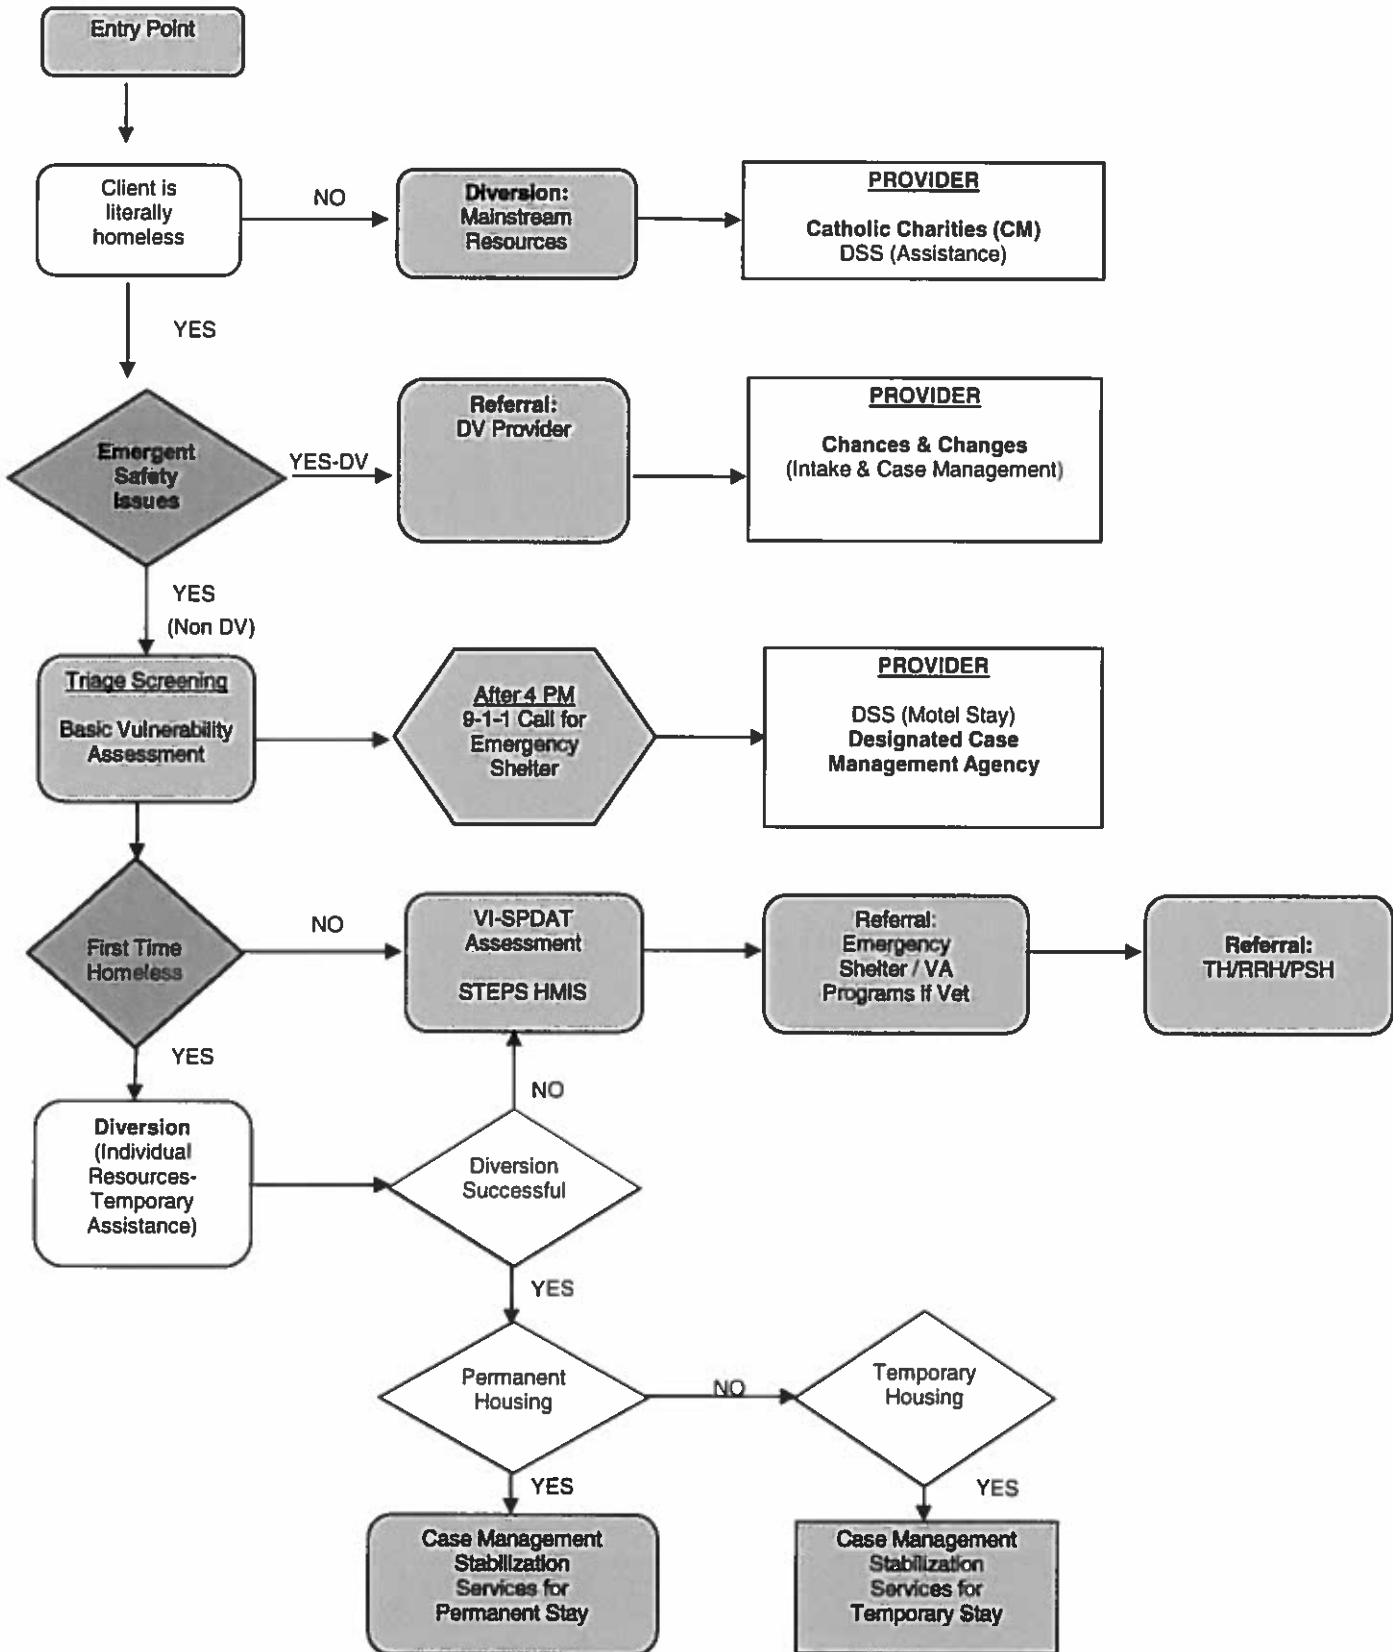 Entry Point
Client is
literally
homeless
NO
Diversion:
Mainstream
Resources
PROVIDER
Catholic Charities (CM)
DSS (Assistance)
YES
Emergent
Safety
Issues
YES-DV
Referral:
DV Provider
PROVIDER
Chances & Changes
(Intake & Case Management)
YES
(Non DV)
Triage Screening
Basic Vulnerability
Assessment
After 4 PM
9-1-1 Call for
Emergency
Shelter
PROVIDER
DSS (Motel Stay)
Designated Case
Management Agency
First Time
Homeless
NO
VI-SPDAT
Assessment
STEPS HMIS
Referral:
Emergency
Shelter / VA
Programs if Vet
Referral:
TH/RRH/PSH
YES
Diversion
(Individual
Resources-
Temporary
Assistance)
NO
Diversion
Successful
YES
Permanent
Housing
NO
Temporary
Housing
YES
YES
Case Management
Stabilization
Services for
Permanent Stay
Case Management
Stabilization
Services for
Temporary Stay